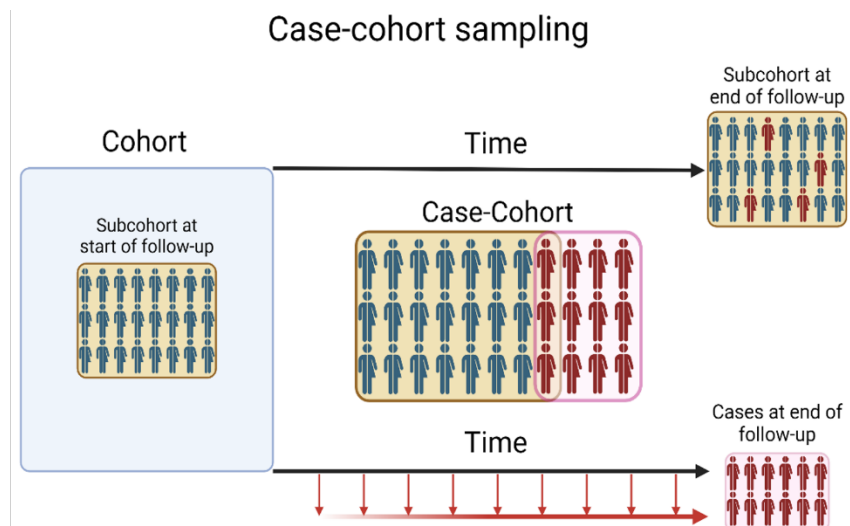 Case-cohort sampling
Subcohort at
end of follow-up
Cohort
Time
Subcohort at
start of follow-up
Case-Cohort
Time
Cases at end of
follow-up